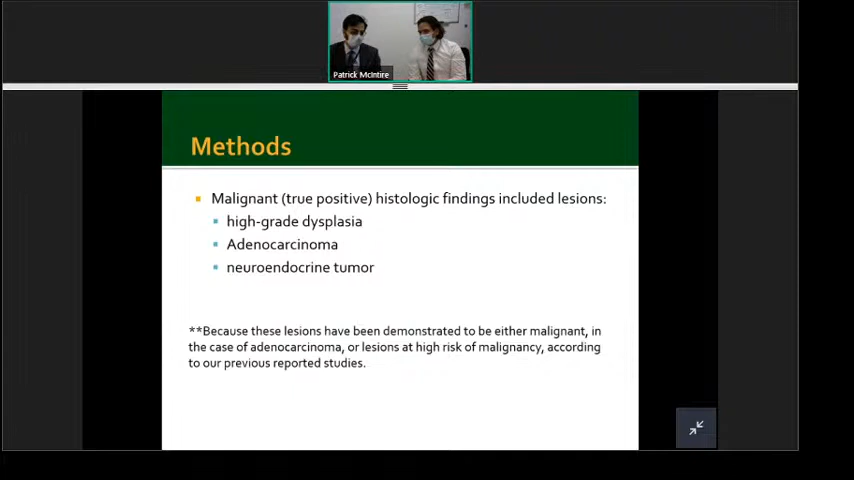 Patrick McIntire
Methods
Malignant (true positive) histologic findings included lesions:
high-grade dysplasia
Adenocarcinoma
neuroendocrine tumor
**Because these lesions have been demonstrated to be either malignant, in
the case of adenocarcinoma, or lesions at high risk of malignancy, according
to our previous reported studies.